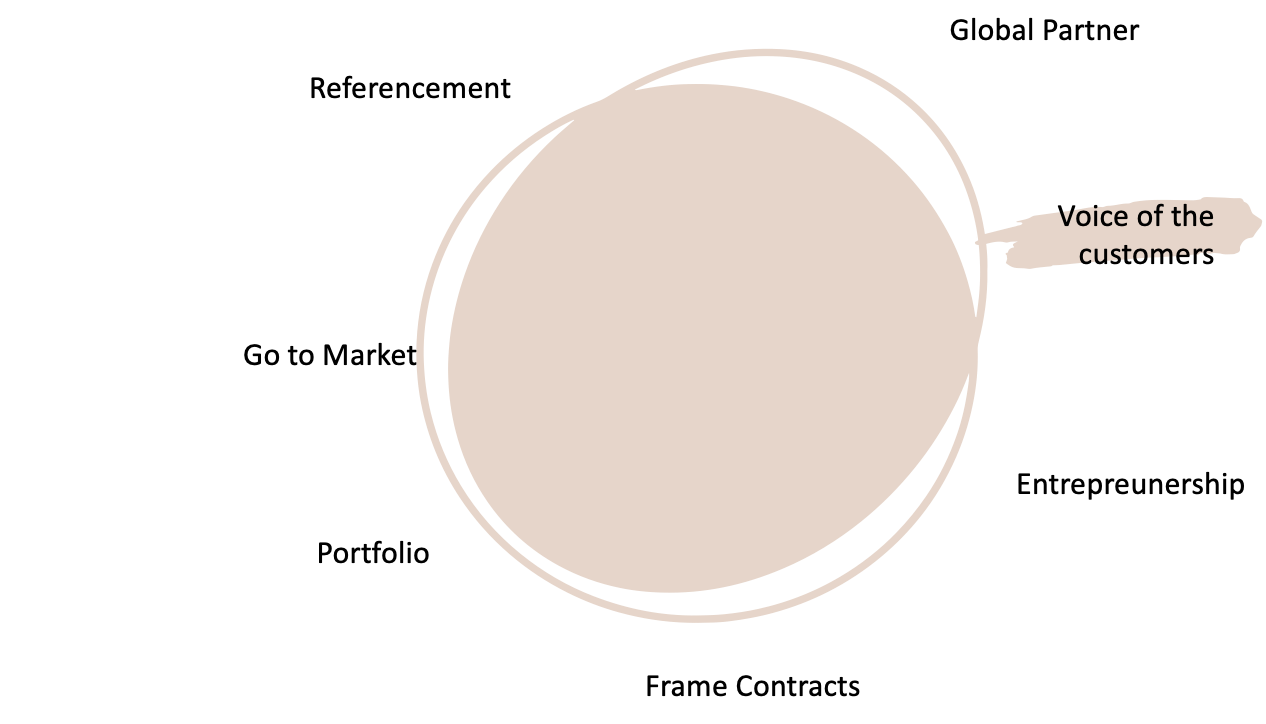 Global Partner
Referencement
Voice of the
customers
Go to Market
Entrepreunership
Portfolio
Frame Contracts